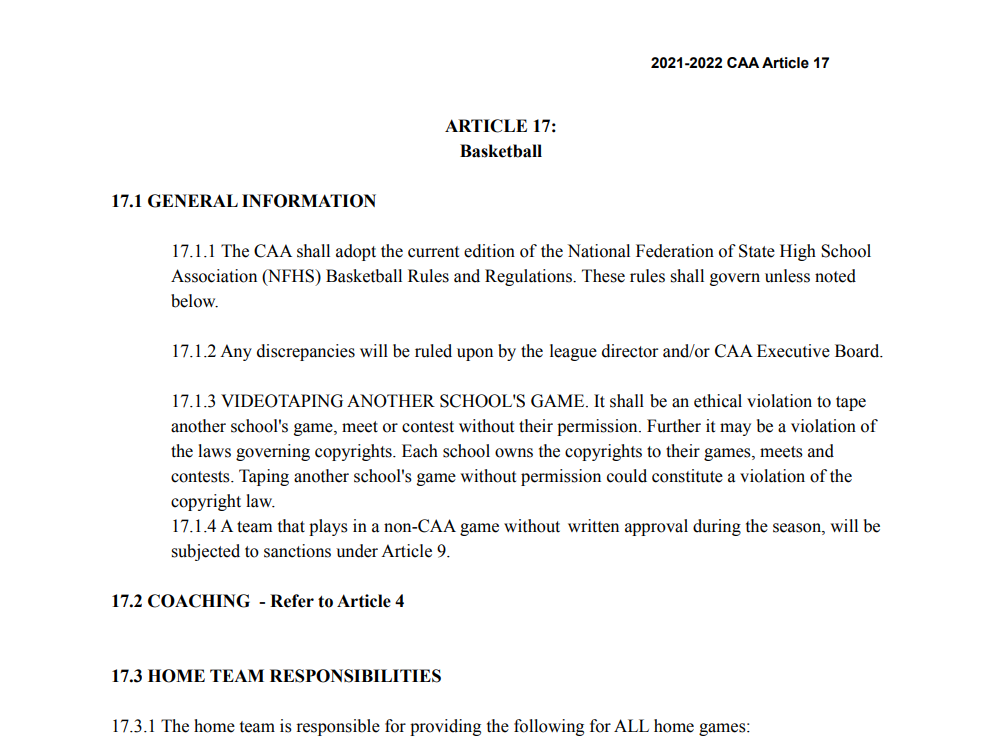 2021-2022 CAA Article 17
ARTICLE 17:
Basketball
17.1 GENERAL INFORMATION
17.1.1 The CAA shall adopt the current edition of the National Federation of State High School
Association (NFHS) Basketball Rules and Regulations. These rules shall govern unless noted
below.
17.1.2 Any discrepancies will be ruled upon by the league director and/or CAA Executive Board.
17.1.3 VIDEOTAPING ANOTHER SCHOOL'S GAME. It shall be an ethical violation to tape
another school's game, meet or contest without their permission. Further it may be a violation of
the laws governing copyrights. Each school owns the copyrights to their games, meets and
contests. Taping another school's game without permission could constitute a violation of the
copyright law.
17.1.4 A team that plays in a non-CAA game without written approval during the season, will be
subjected to sanctions under Article 9.
17.2 COACHING - Refer to Article 4
17.3 HOME TEAM RESPONSIBILITIES
17.3.1 The home team is responsible for providing the following for ALL home games: